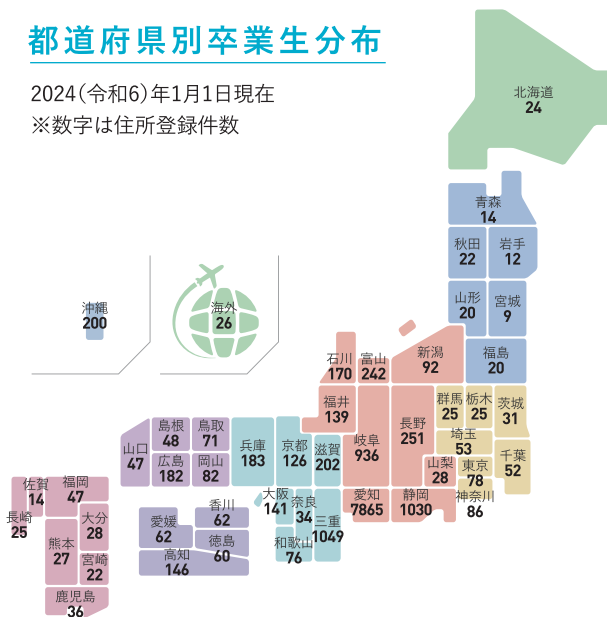 都道府県別卒業生分布
2024(令和6)年1月1日現在
※数字は住所登録件数
北海道
24
青森
14
秋田
22
岩手
12
山形
20
宮城
9
福島
20
沖縄
200
海外
26
石川
170
富山
242
新潟
92
福井
139
岐阜
936
長野
251
群馬
25
栃木
25
茨城
31
埼玉
53
千葉
52
山梨
28
東京
78
神奈川
86
愛知
7865
静岡
1030
山口
47
島根
48
鳥取
71
広島
182
岡山
82
兵庫
183
京都
126
滋賀
202
大阪
141
奈良
34
三重
1049
和歌山
76
香川
62
愛媛
62
徳島
60
高知
146
佐賀
14
福岡
47
長崎
25
大分
28
熊本
27
宮崎
22
鹿児島
36